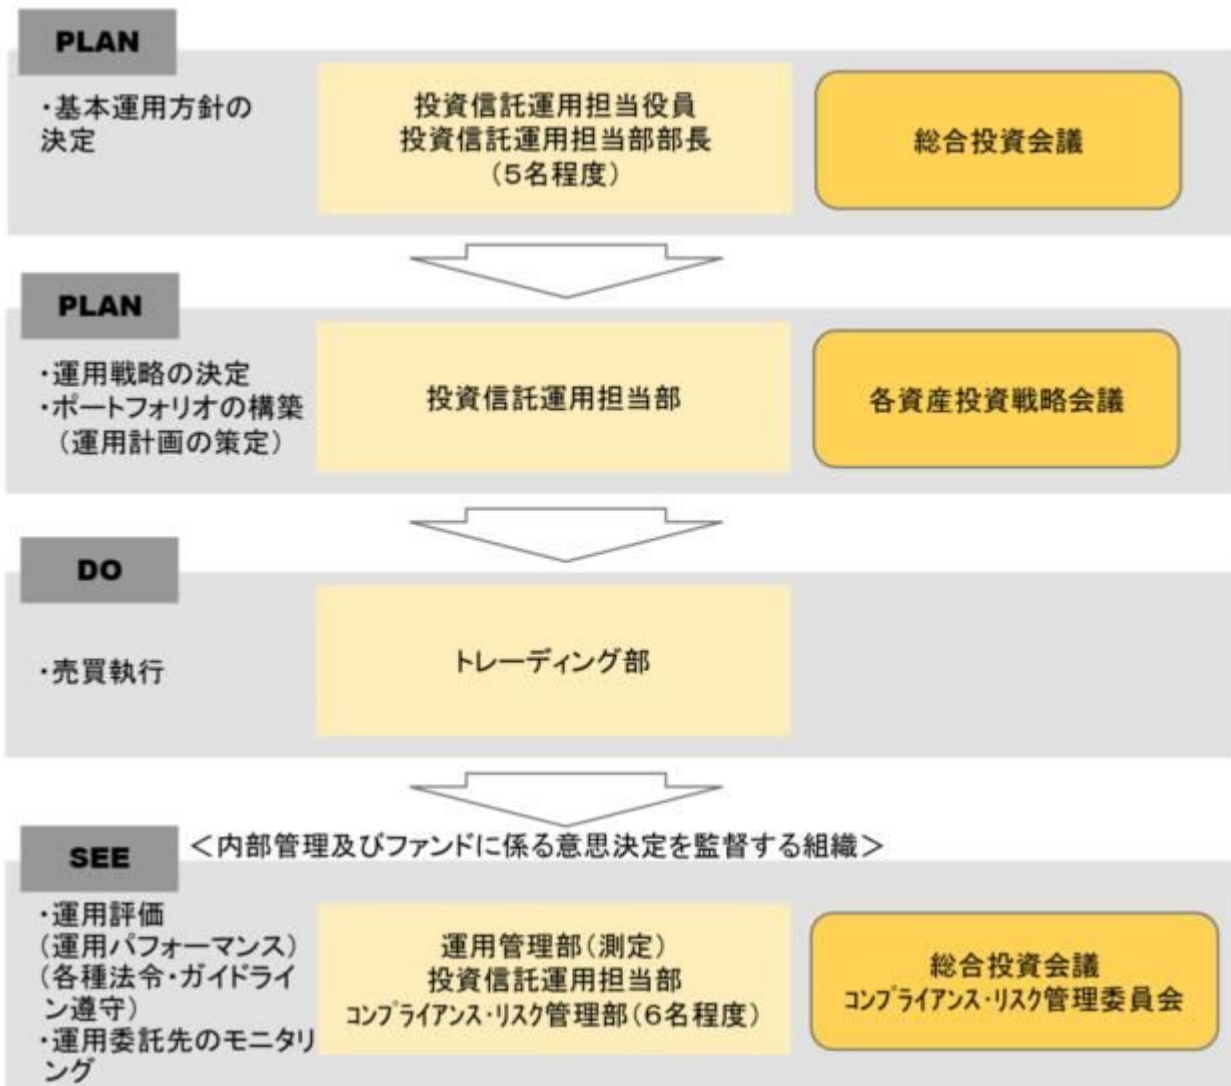 PLAN
・基本運用方針の
決定
投資信託運用担当役員
投資信託運用担当部部長
（5名程度）
総合投資会議
PLAN
・運用戦略の決定
・ポートフォリオの構築
（運用計画の策定）
投資信託運用担当部
各資産投資戦略会議
DO
・売買執行
トレーディング部
SEE
＜内部管理及びファンドに係る意思決定を監督する組織＞
・運用評価
(運用パフォーマンス)
(各種法令・ガイドライ
ン遵守)
・運用委託先のモニタリ
ング
運用管理部(測定)
投資信託運用担当部
ｺﾝﾌﾟﾗｲｱﾝｽ･ﾘｽｸ管理部(6名程度)
総合投資会議
ｺﾝﾌﾟﾗｲｱﾝｽ･ﾘｽｸ管理委員会